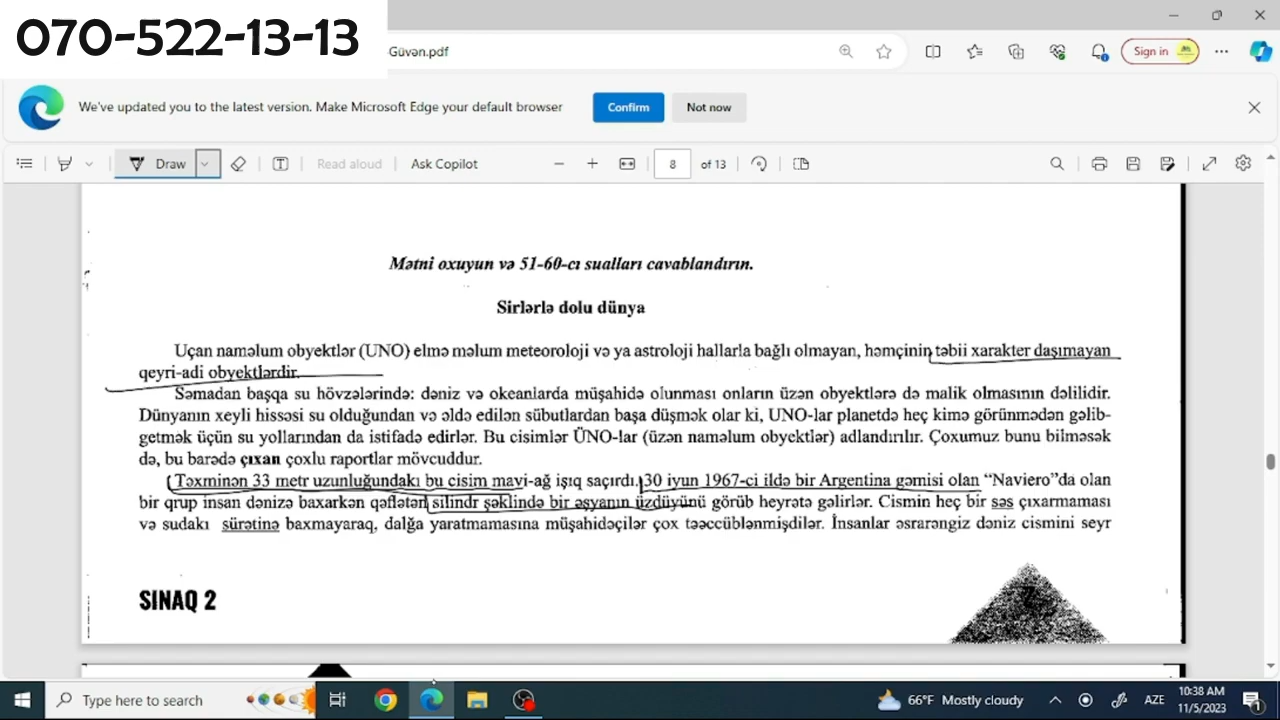 070-522-13-13
-Güvən.pdf
Sign in
We've updated you to the latest version. Make Microsoft Edge your default browser
Confirm
Not now
Draw
Read aloud
Ask Copilot
8
of 13
Mətni oxuyun və 51-60-cı sualları cavablandırın.
Sirlərlə dolu dünya
Uçan naməlum obyektlər (UNO) elmə məlum meteoroloji və ya astroloji hallarla bağlı olmayan, həmçinin təbii xarakter daşımayan
qeyri-adi obyektlərdir.
Səmadan başqa su hövzələrində: dəniz və okeanlarda müşahidə olunması onların üzən obyektlərə də malik olmasının dəlilidir.
Dünyanın xeyli hissəsi su olduğundan və əldə edilən sübutlardan başa düşmək olar ki, UNO-lar planetdə heç kimə görünmədən gəlib-
getmək üçün su yollarından da istifadə edirlər. Bu cisimlər ÜNO-lar (üzən naməlum obyektlər) adlandırılır. Çoxumuz bunu bilməsək
də, bu barədə çıxan çoxlu raportlar mövcuddur.
Təxminən 33 metr uzunluğundakı bu cisim mavi-ağ işıq saçırdı. 30 iyun 1967-ci ildə bir Argentina gəmisi olan “Naviero”da olan
bir qrup insan dənizə baxarkən qəflətən silindr şəklində bir əşyanın üzdüyünü görüb heyrətə gəlirlər. Cismin heç bir səs çıxarmaması
və sudakı sürətinə baxmayaraq, dalğa yaratmamasına müşahidəçilər çox təəccüblənmişdilər. İnsanlar əsrarəngiz dəniz cismini seyr
SINAQ 2
Type here to search
66°F Mostly cloudy
AZE
10:38 AM
11/5/2023
1